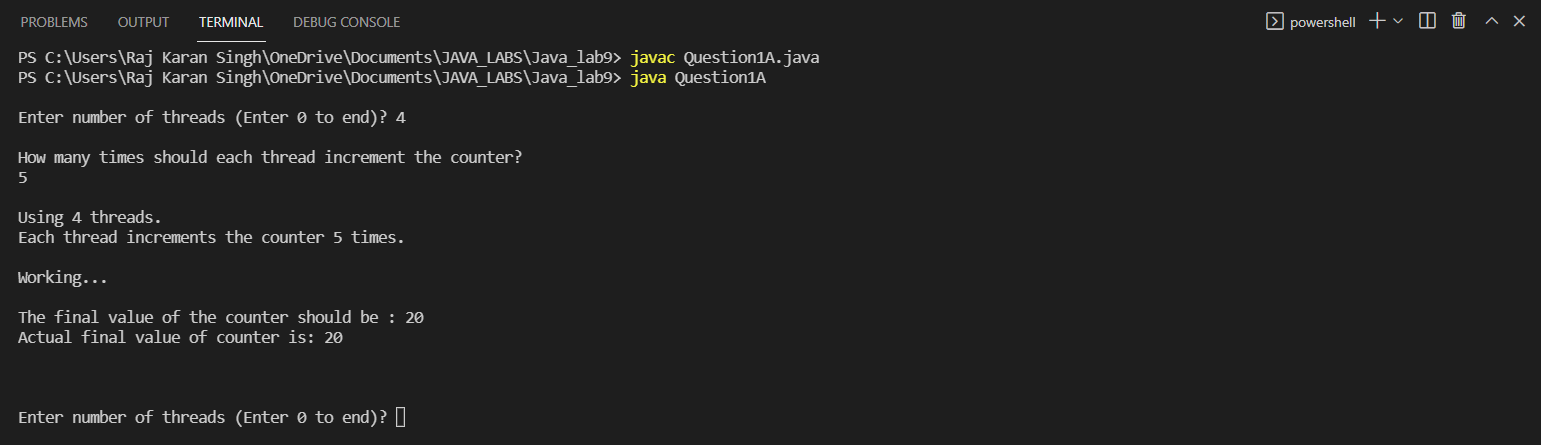 PROBLEMS OUTPUT TERMINAL DEBUG CONSOLE powershell
PS C:\Users\Raj Karan Singh\OneDrive\Documents\JAVA_LABS\Java_lab9> javac Question1A.java
PS C:\Users\Raj Karan Singh\OneDrive\Documents\JAVA_LABS\Java_lab9> java Question1A
Enter number of threads (Enter 0 to end)? 4
How many times should each thread increment the counter?
5
Using 4 threads.
Each thread increments the counter 5 times.
Working...
The final value of the counter should be : 20
Actual final value of counter is: 20
Enter number of threads (Enter 0 to end)?